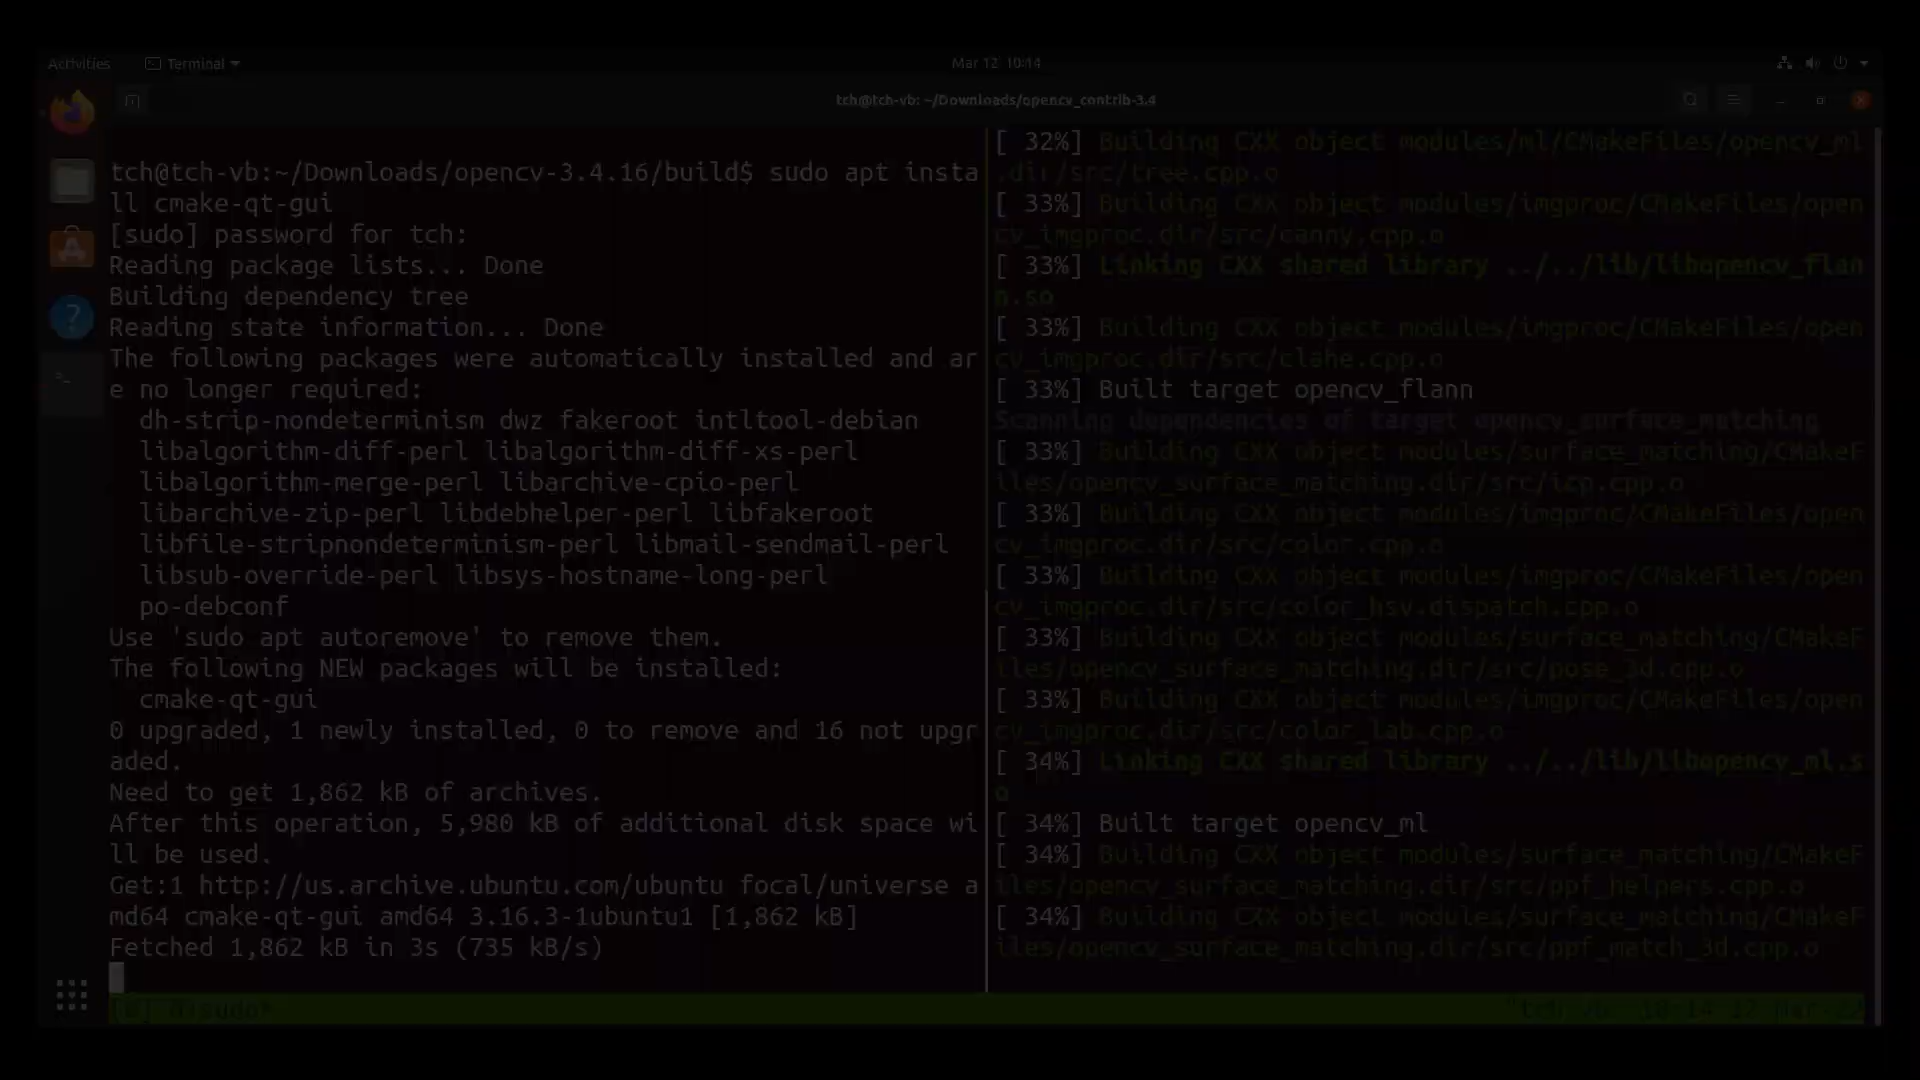 Activities
Terminal
Mar 12 10:14
tch@tch-vb: ~/Downloads/opencv_contrib-3.4
tch@tch-vb:~/Downloads/opencv-3.4.16/build$ sudo apt insta
ll cmake-qt-gui
[sudo] password for tch:
Reading package lists... Done
Building dependency tree
Reading state information... Done
The following packages were automatically installed and ar
e no longer required:
dh-strip-nondeterminism dwz fakeroot intltool-debian
libalgorithm-diff-perl libalgorithm-diff-xs-perl
libalgorithm-merge-perl libarchive-cpio-perl
libarchive-zip-perl libdebhelper-perl libfakeroot
libfile-stripnondeterminism-perl libmail-sendmail-perl
libsub-override-perl libsys-hostname-long-perl
po-debconf
Use 'sudo apt autoremove' to remove them.
The following NEW packages will be installed:
cmake-qt-gui
0 upgraded, 1 newly installed, 0 to remove and 16 not upgr
aded.
Need to get 1,862 kB of archives.
After this operation, 5,980 kB of additional disk space wi
ll be used.
Get:1 http://us.archive.ubuntu.com/ubuntu focal/universe a
md64 cmake-qt-gui amd64 3.16.3-1ubuntu1 [1,862 kB]
Fetched 1,862 kB in 3s (735 kB/s)
[ 32%] Building CXX object modules/ml/CMakeFiles/opencv_ml
.dir/src/tree.cpp.o
[ 33%] Building CXX object modules/imgproc/CMakeFiles/open
cv_imgproc.dir/src/canny.cpp.o
[ 33%] Linking CXX shared library ../../lib/libopencv_flan
n.so
[ 33%] Building CXX object modules/imgproc/CMakeFiles/open
cv_imgproc.dir/src/clahe.cpp.o
[ 33%] Built target opencv_flann
Scanning dependencies of target opencv_surface_matching
[ 33%] Building CXX object modules/surface_matching/CMakeF
iles/opencv_surface_matching.dir/src/icp.cpp.o
[ 33%] Building CXX object modules/imgproc/CMakeFiles/open
cv_imgproc.dir/src/color.cpp.o
[ 33%] Building CXX object modules/imgproc/CMakeFiles/open
cv_imgproc.dir/src/color_hsv.dispatch.cpp.o
[ 33%] Building CXX object modules/surface_matching/CMakeF
iles/opencv_surface_matching.dir/src/pose_3d.cpp.o
[ 33%] Building CXX object modules/imgproc/CMakeFiles/open
cv_imgproc.dir/src/color_lab.cpp.o
[ 34%] Linking CXX shared library ../../lib/libopencv_ml.s
o
[ 34%] Built target opencv_ml
[ 34%] Building CXX object modules/surface_matching/CMakeF
iles/opencv_surface_matching.dir/src/ppf_helpers.cpp.o
[ 34%] Building CXX object modules/surface_matching/CMakeF
iles/opencv_surface_matching.dir/src/ppf_match_3d.cpp.o
[0] 0:sudo*